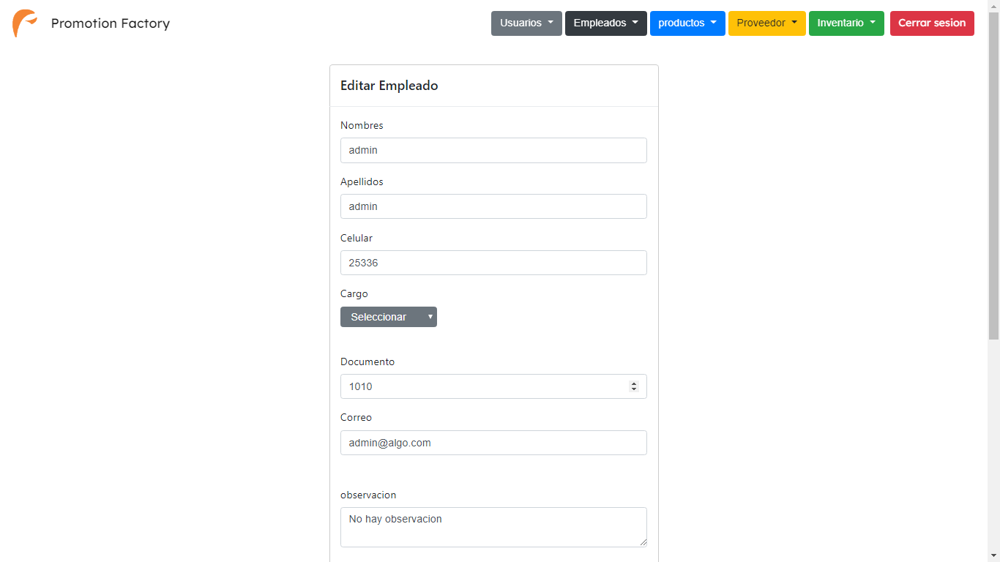 Promotion Factory
Usuarios Empleados productos Proveedor Inventario Cerrar sesion
Editar Empleado
Nombres
admin
Apellidos
admin
Celular
25336
Cargo
Seleccionar
Documento
1010
Correo
admin@algo.com
observacion
No hay observacion